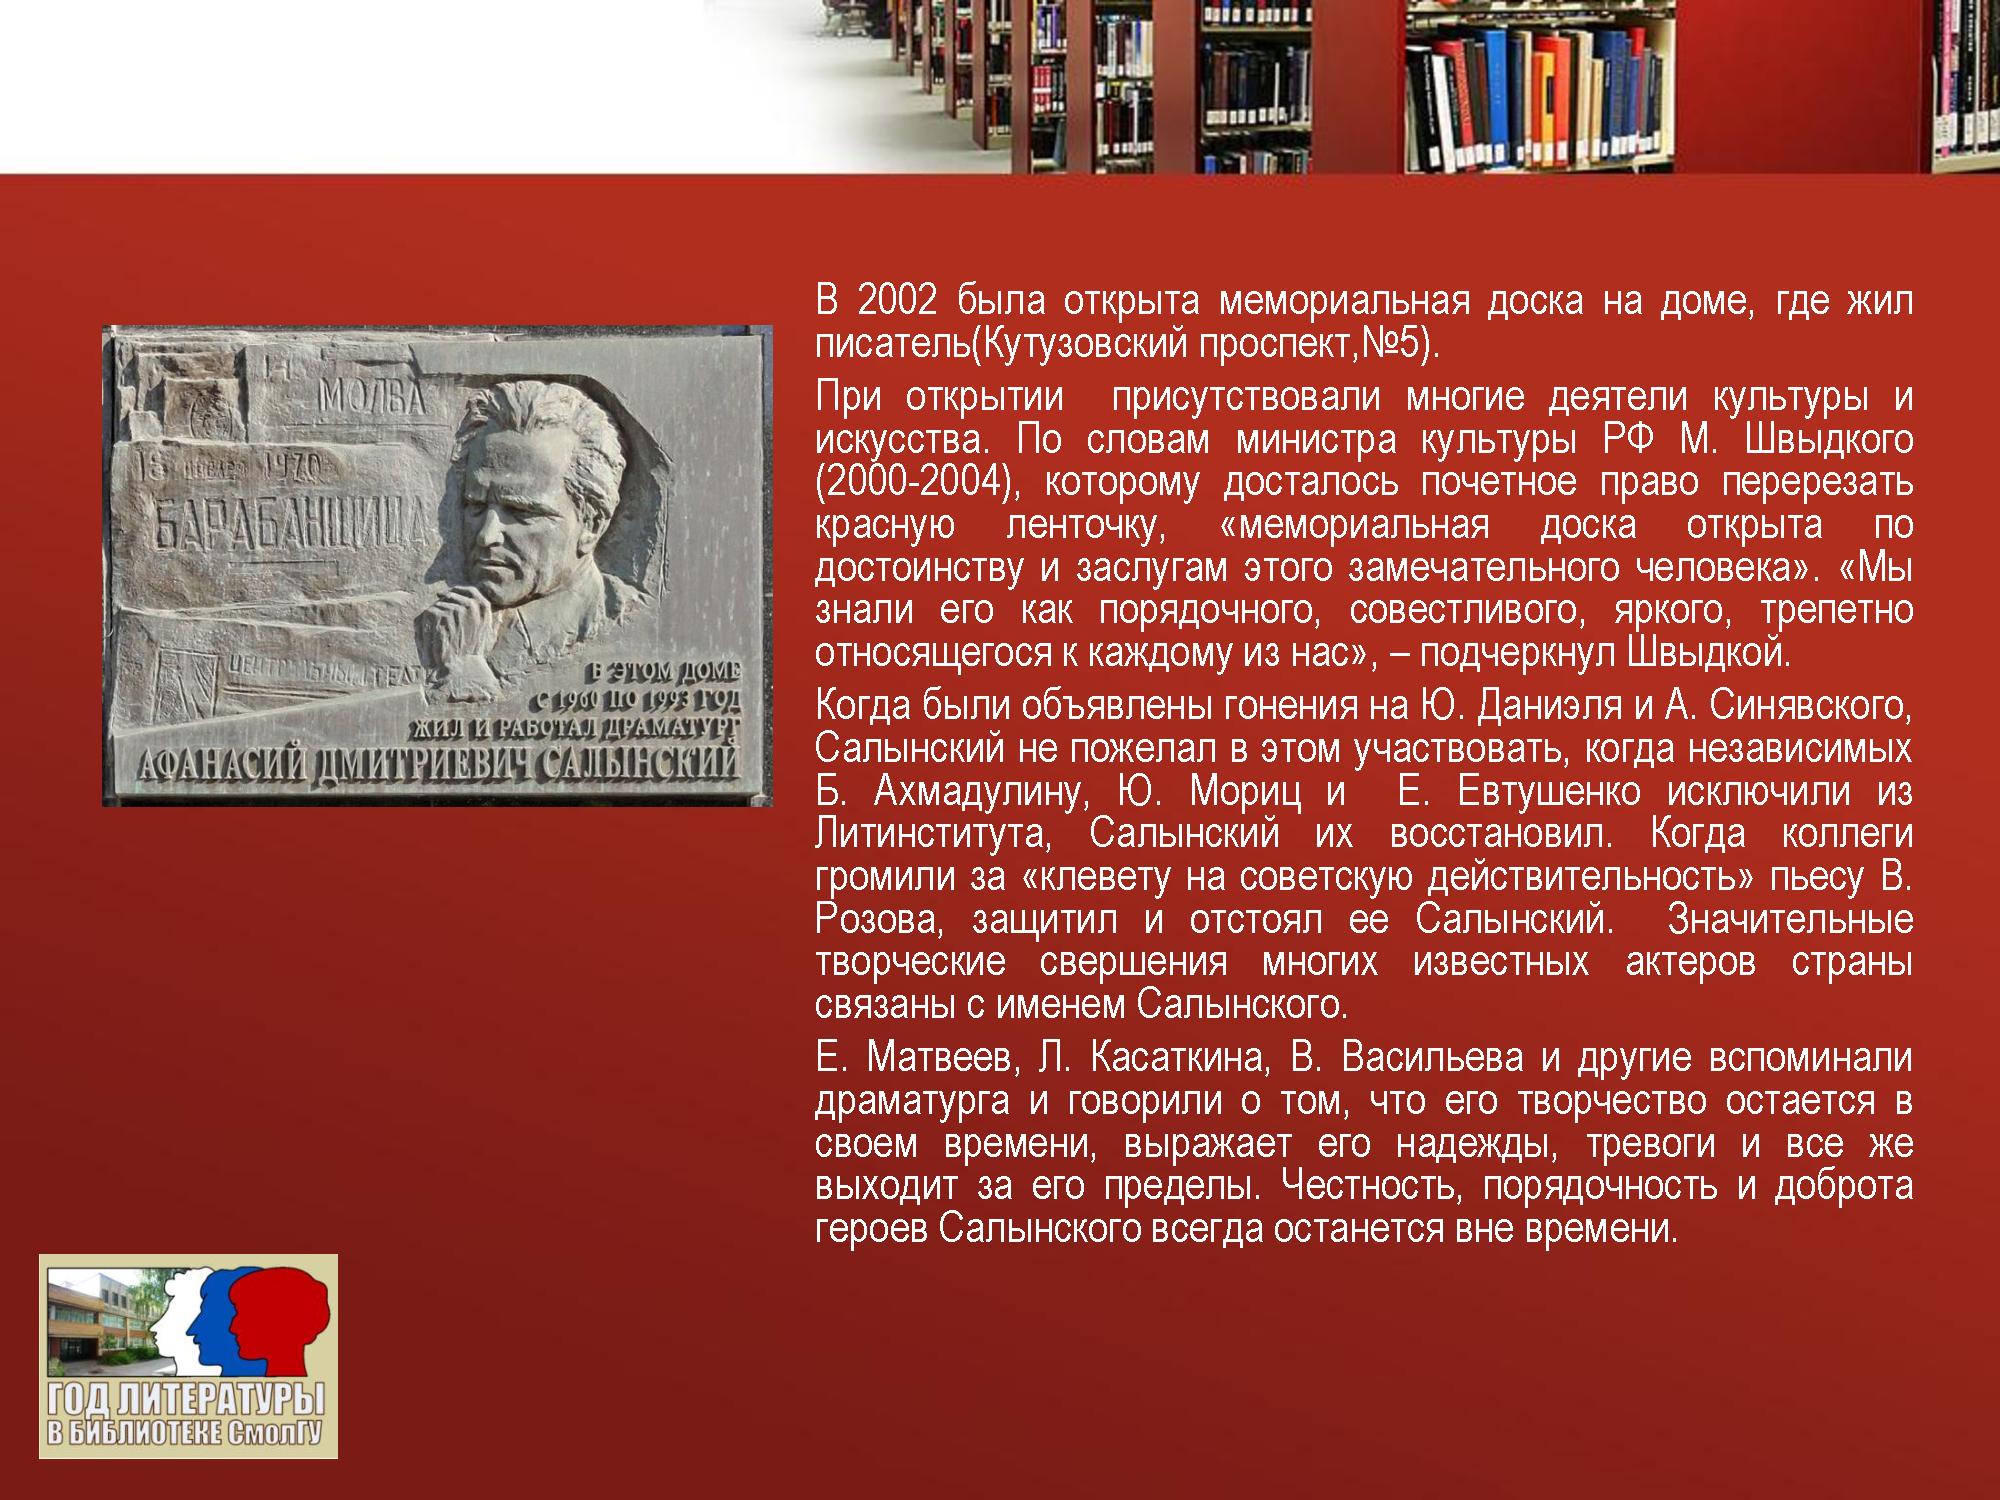 МОЛВА
1970
БАРАБАНЩИЦА
В ЭТОМ ДОМЕ
С 1960 ПО 1993 ГОД
ЖИЛ И РАБОТАЛ ДРАМАТУРГ
АФАНАСИЙ ДМИТРИЕВИЧ САЛЫНСКИЙ
В 2002 была открыта мемориальная доска на доме, где жил
писатель(Кутузовский проспект,№5).
При открытии присутствовали многие деятели культуры и
искусства. По словам министра культуры РФ М. Швыдкого
(2000-2004), которому досталось почетное право перерезать
красную ленточку, «мемориальная доска открыта по
достоинству и заслугам этого замечательного человека». «Мы
знали его как порядочного, совестливого, яркого, трепетно
относящегося к каждому из нас», – подчеркнул Швыдкой.
Когда были объявлены гонения на Ю. Даниэля и А. Синявского,
Салынский не пожелал в этом участвовать, когда независимых
Б. Ахмадулину, Ю. Мориц и Е. Евтушенко исключили из
Литинститута, Салынский их восстановил. Когда коллеги
громили за «клевету на советскую действительность» пьесу В.
Розова, защитил и отстоял ее Салынский. Значительные
творческие свершения многих известных актеров страны
связаны с именем Салынского.
Е. Матвеев, Л. Касаткина, В. Васильева и другие вспоминали
драматурга и говорили о том, что его творчество остается в
своем времени, выражает его надежды, тревоги и все же
выходит за его пределы. Честность, порядочность и доброта
героев Салынского всегда останется вне времени.
ГОД ЛИТЕРАТУРЫ
В БИБЛИОТЕКЕ СмолГУ